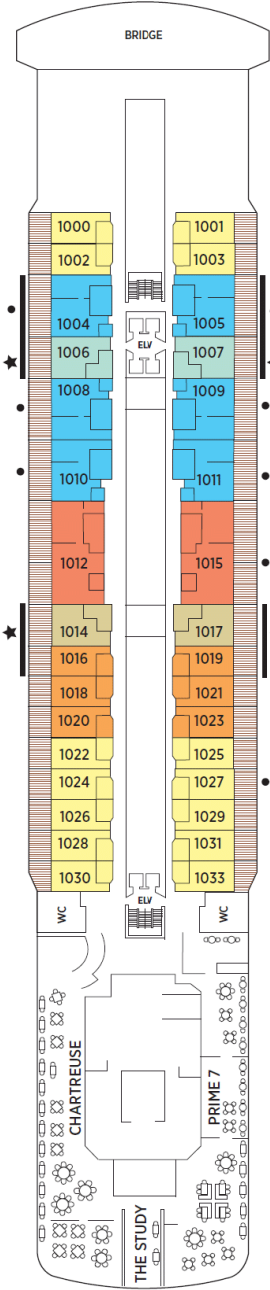 BRIDGE
1000 1001
1002 1003
1004 1005
ELV
1006 1007
1008 1009
1010 1011
1012 1015
1014 1017
1016 1019
1018 1021
1020 1023
1022 1025
1024 1027
1026 1029
1028 1031
1030 1033
ELV
WC WC
CHARTREUSE
PRIME 7
THE STUDY